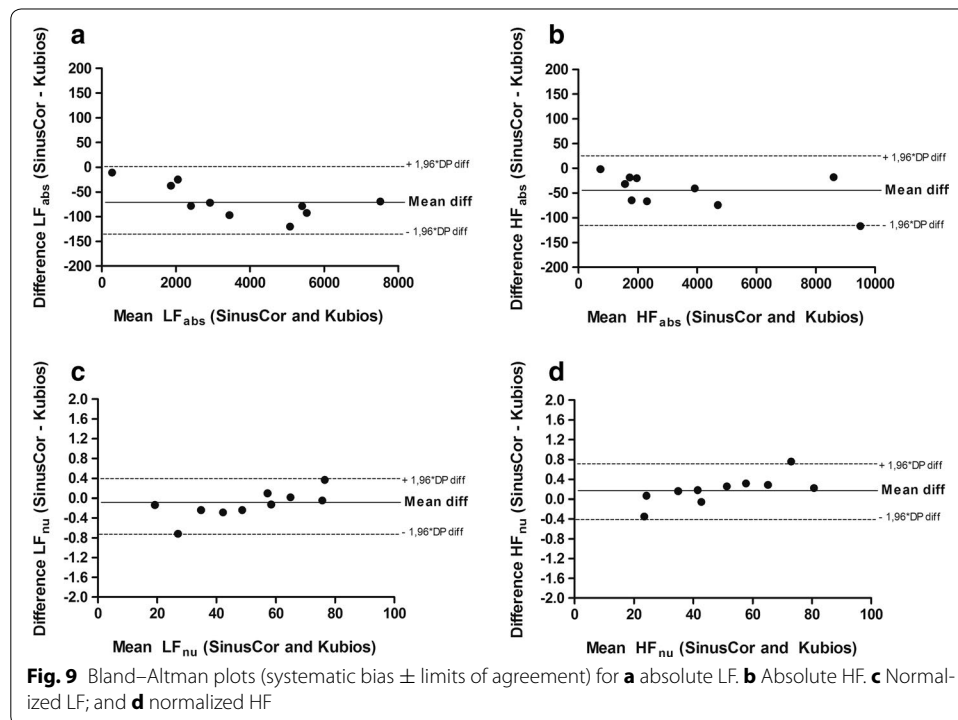 a
200
150
100
50
0
-50
-100
-150
-200
Difference LFabs (SinusCor - Kubios)
+ 1,96*DP diff
Mean diff
- 1,96*DP diff
0 2000 4000 6000 8000
Mean LFabs (SinusCor and Kubios)
b
200
150
100
50
0
-50
-100
-150
-200
Difference HFabs (SinusCor - Kubios)
+ 1,96*DP diff
Mean diff
- 1,96*DP diff
0 2000 4000 6000 8000 10000
Mean HFabs (SinusCor and Kubios)
c
2.0
1.6
1.2
0.8
0.4
0.0
-0.4
-0.8
-1.2
-1.6
-2.0
Difference LFnu (SinusCor - Kubios)
+ 1,96*DP diff
Mean diff
- 1,96*DP diff
0 20 40 60 80 100
Mean LFnu (SinusCor and Kubios)
d
2.0
1.6
1.2
0.8
0.4
0.0
-0.4
-0.8
-1.2
-1.6
-2.0
Difference HFnu (SinusCor - Kubios)
+ 1,96*DP diff
Mean diff
- 1,96*DP diff
0 20 40 60 80 100
Mean HFnu (SinusCor and Kubios)
Fig. 9 Bland–Altman plots (systematic bias ± limits of agreement) for a absolute LF. b Absolute HF. c Normal-
ized LF; and d normalized HF